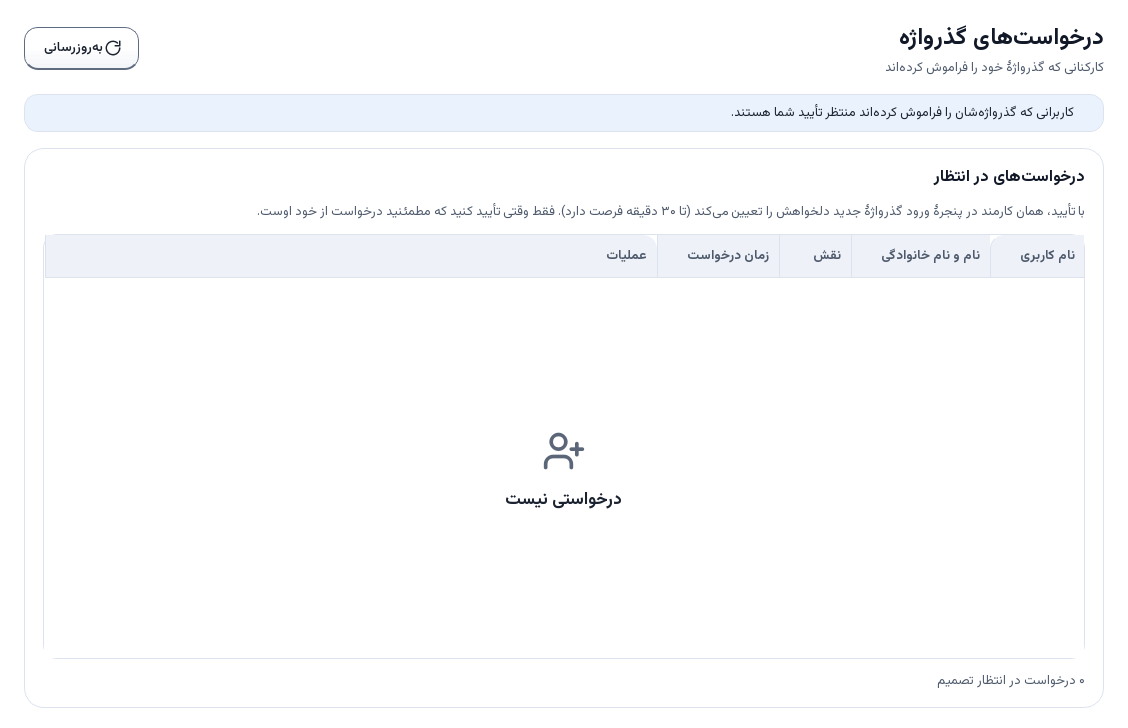 درخواست‌های گذرواژه
کارکنانی که گذرواژهٔ خود را فراموش کرده‌اند
به‌روزرسانی
کاربرانی که گذرواژه‌شان را فراموش کرده‌اند منتظر تأیید شما هستند.
درخواست‌های در انتظار
با تأیید، همان کارمند در پنجرهٔ ورود گذرواژهٔ جدید دلخواهش را تعیین می‌کند (تا ۳۰ دقیقه فرصت دارد). فقط وقتی تأیید کنید که مطمئنید درخواست از خود اوست.
نام کاربری نام و نام خانوادگی نقش زمان درخواست عملیات
درخواستی نیست
۰ درخواست در انتظار تصمیم